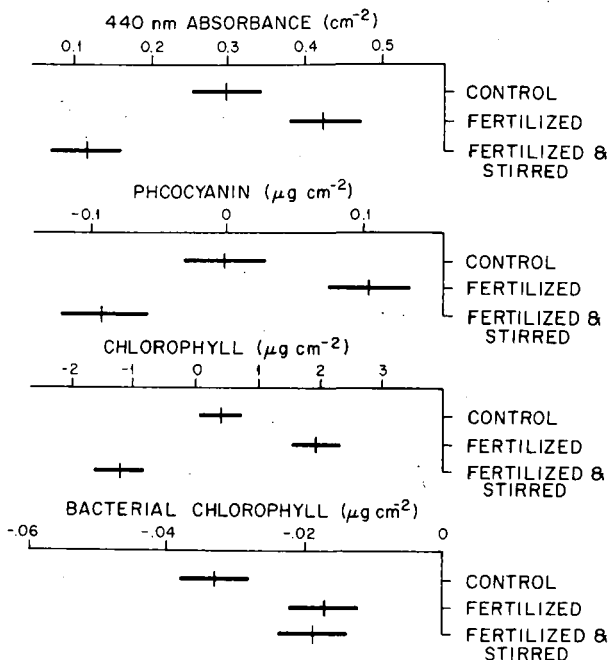 440 nm ABSORBANCE (cm-2)
0.1 0.2 0.3 0.4 0.5
CONTROL
FERTILIZED
FERTILIZED &
STIRRED
PHCOCYANIN (μg cm-2)
-0.1 0 0.1
CONTROL
FERTILIZED
FERTILIZED &
STIRRED
CHLOROPHYLL (μg cm-2)
-2 -1 0 1 2 3
CONTROL
FERTILIZED
FERTILIZED &
STIRRED
BACTERIAL CHLOROPHYLL (μg cm2)
-.06 -.04 -.02 0
CONTROL
FERTILIZED
FERTILIZED &
STIRRED